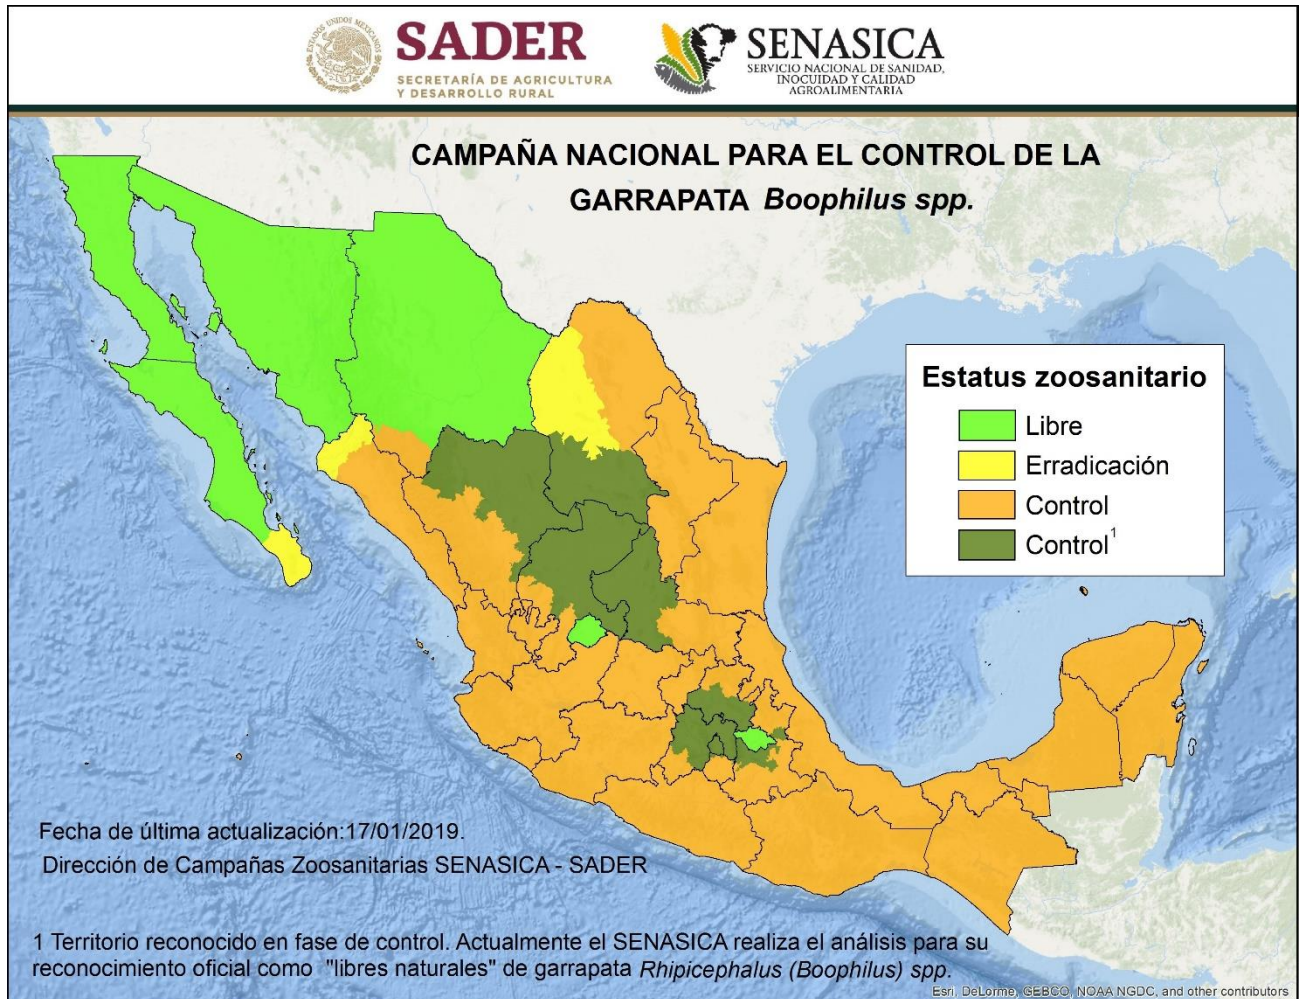 ESTADOS UNIDOS MEXICANOS
SADER
SECRETARÍA DE AGRICULTURA
Y DESARROLLO RURAL
SENASICA
SERVICIO NACIONAL DE SANIDAD,
INOCUIDAD Y CALIDAD
AGROALIMENTARIA
CAMPAÑA NACIONAL PARA EL CONTROL DE LA
GARRAPATA Boophilus spp.
Estatus zoosanitario
Libre
Erradicación
Control
Control¹
Fecha de última actualización:17/01/2019.
Dirección de Campañas Zoosanitarias SENASICA - SADER
1 Territorio reconocido en fase de control. Actualmente el SENASICA realiza el análisis para su
reconocimiento oficial como "libres naturales" de garrapata Rhipicephalus (Boophilus) spp.
Esri, DeLorme, GEBCO, NOAA NGDC, and other contributors